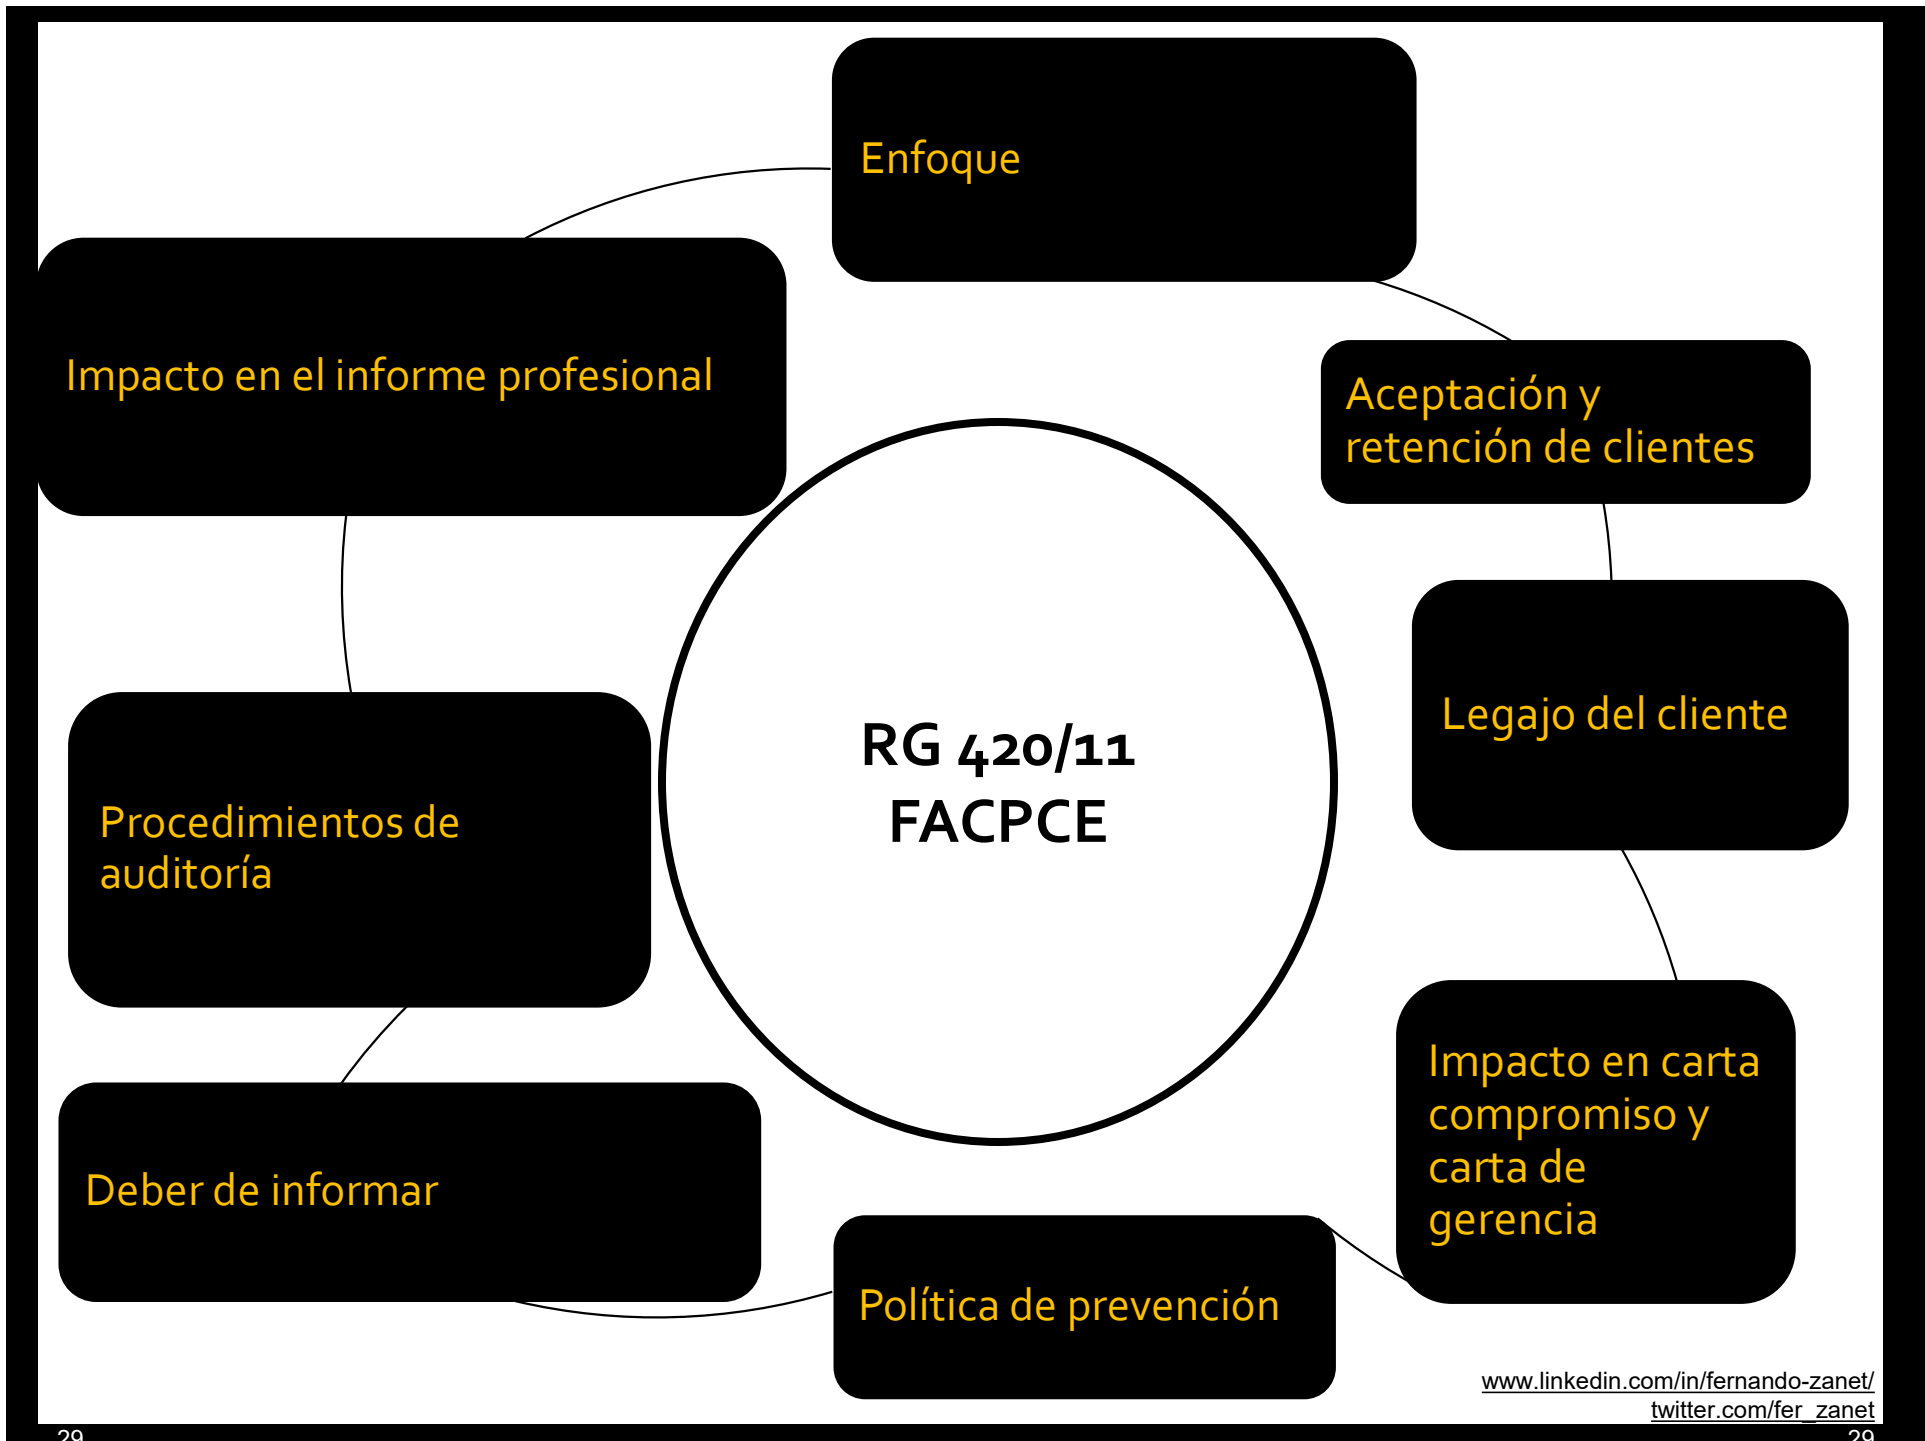 Enfoque
Aceptación y
retención de clientes
Legajo del cliente
Impacto en carta
compromiso y
carta de
gerencia
Política de prevención
Deber de informar
Procedimientos de
auditoría
Impacto en el informe profesional
RG 420/11
FACPCE
www.linkedin.com/in/fernando-zanet/
twitter.com/fer_zanet
29
29